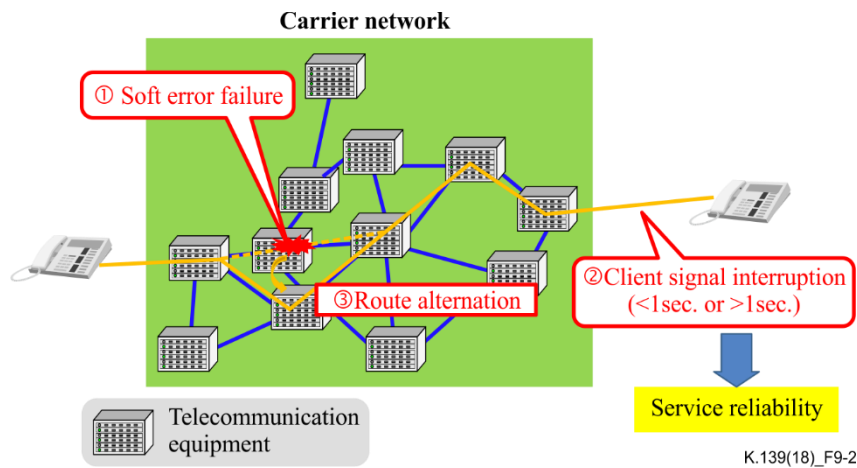 Carrier network
① Soft error failure
②Client signal interruption
(<1sec. or >1sec.)
③Route alternation
Service reliability
Telecommunication
equipment
K.139(18)_F9-2